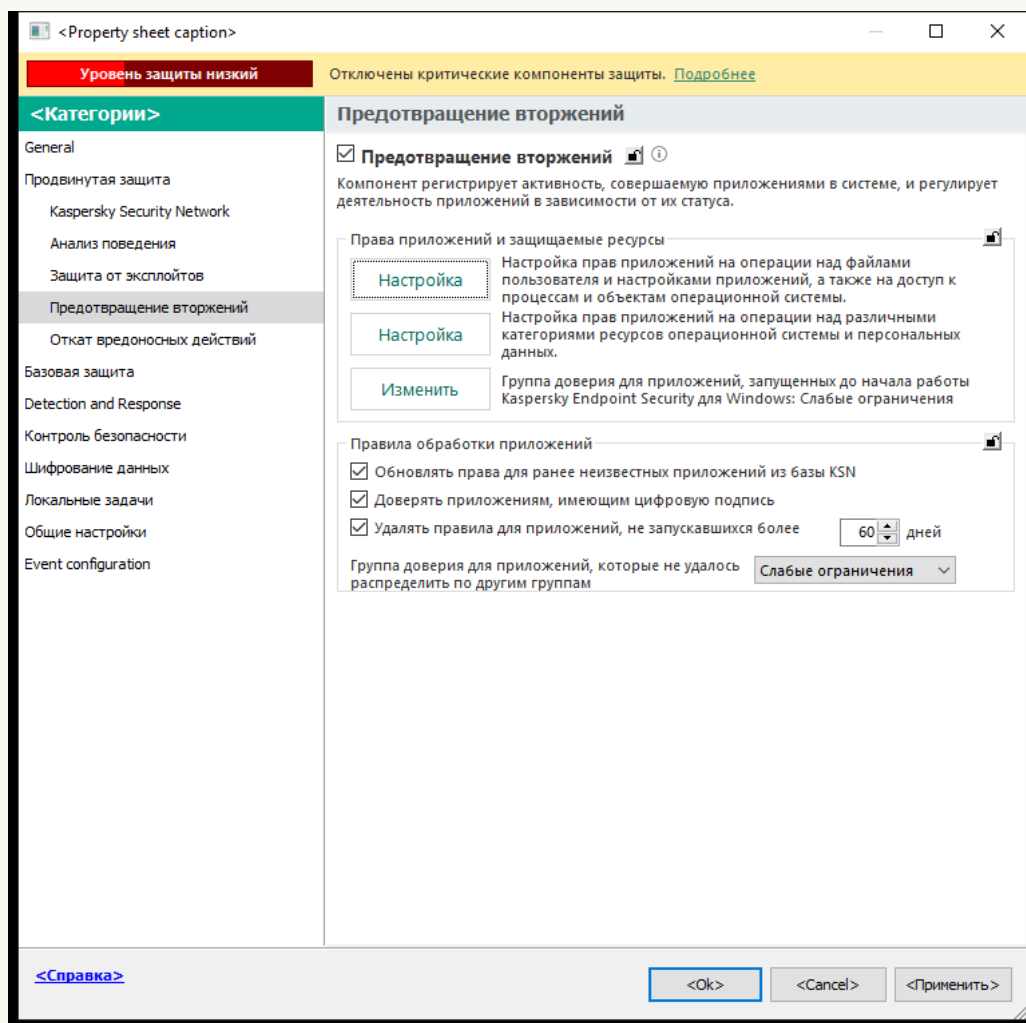 <Property sheet caption>
Уровень защиты низкий
Отключены критические компоненты защиты. Подробнее
<Категории>
General
Продвинутая защита
Kaspersky Security Network
Анализ поведения
Защита от эксплойтов
Предотвращение вторжений
Откат вредоносных действий
Базовая защита
Detection and Response
Контроль безопасности
Шифрование данных
Локальные задачи
Общие настройки
Event configuration
Предотвращение вторжений
Предотвращение вторжений
Компонент регистрирует активность, совершаемую приложениями в системе, и регулирует
деятельность приложений в зависимости от их статуса.
Права приложений и защищаемые ресурсы
Настройка
Настройка прав приложений на операции над файлами
пользователя и настройками приложений, а также на доступ к
процессам и объектам операционной системы.
Настройка
Настройка прав приложений на операции над различными
категориями ресурсов операционной системы и персональных
данных.
Изменить
Группа доверия для приложений, запущенных до начала работы
Kaspersky Endpoint Security для Windows: Слабые ограничения
Правила обработки приложений
Обновлять права для ранее неизвестных приложений из базы KSN
Доверять приложениям, имеющим цифровую подпись
Удалять правила для приложений, не запускавшихся более 60 дней
Группа доверия для приложений, которые не удалось
распределить по другим группам
Слабые ограничения
<Справка>
<Ok>
<Cancel>
<Применить>